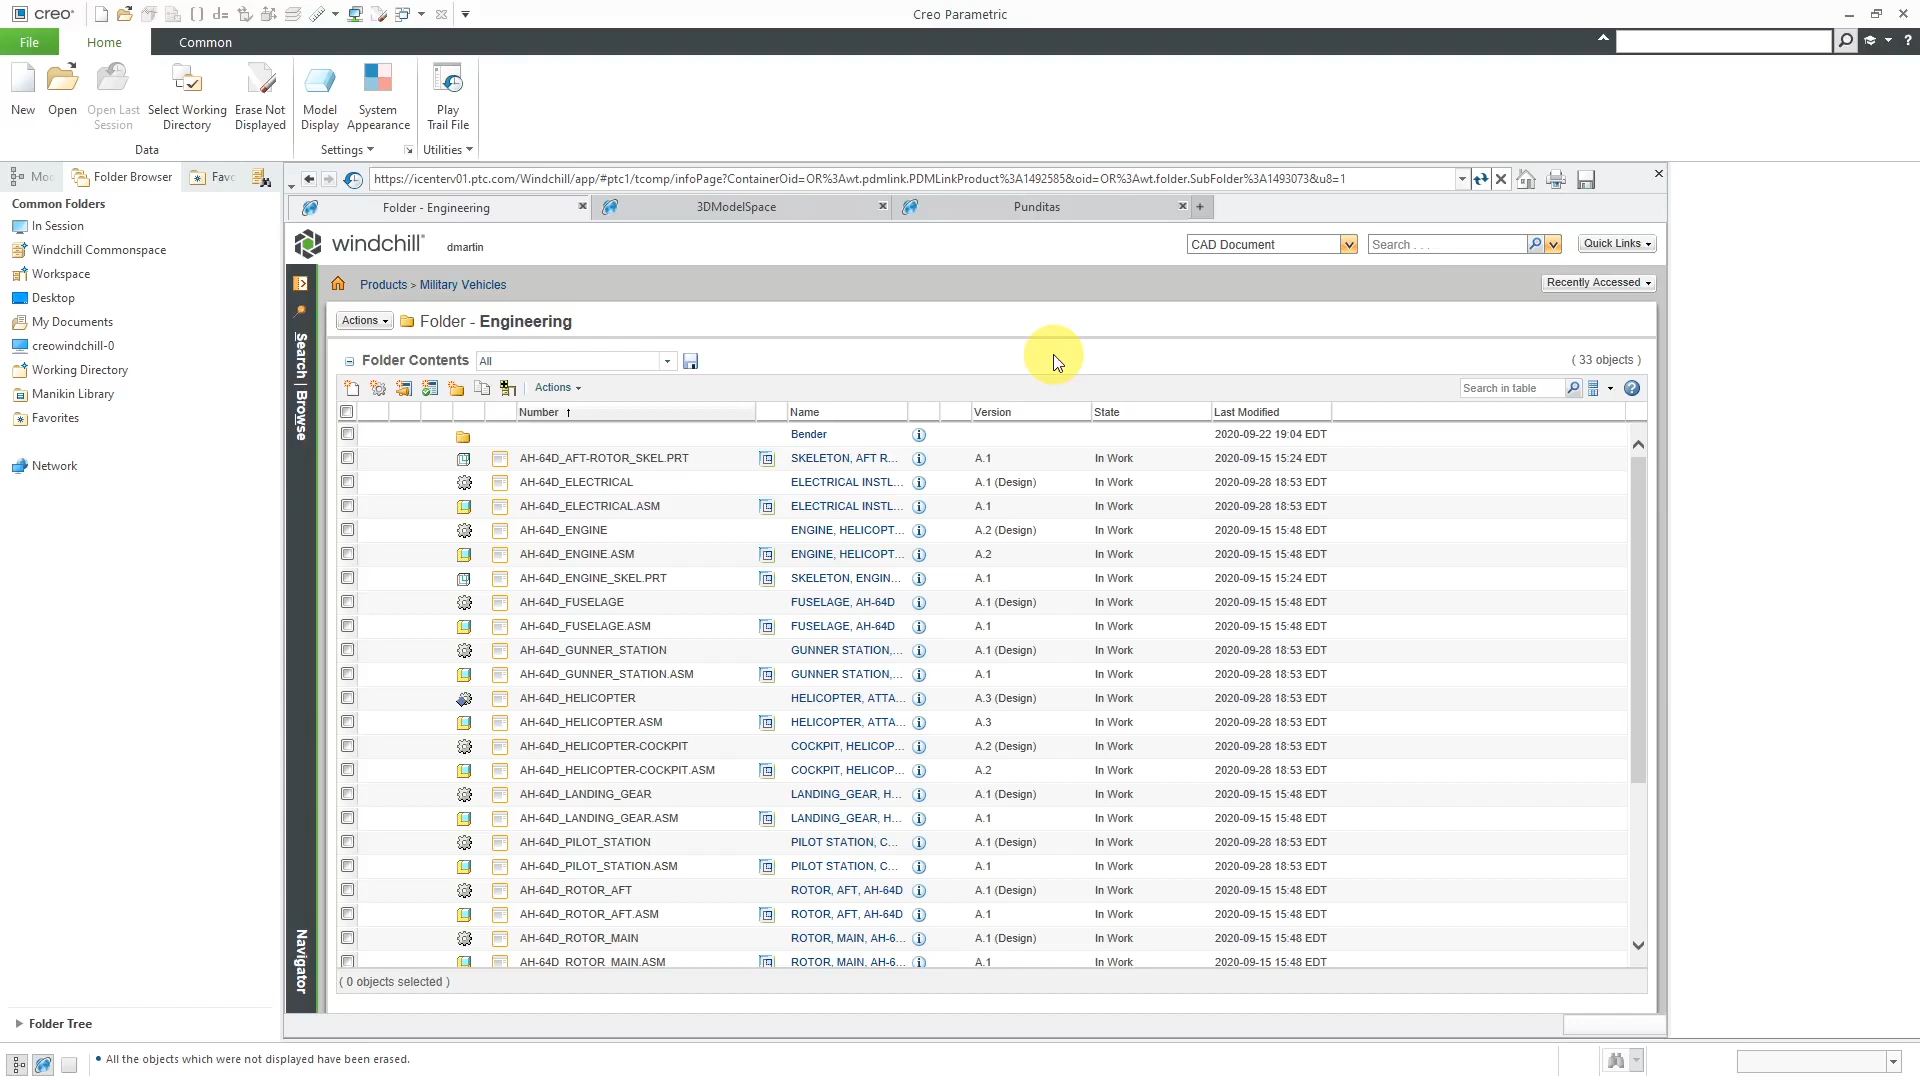 creo
Creo Parametric
File
Home
Common
?
New
Open
Open Last
Session
Select Working
Directory
Erase Not
Displayed
Model
Display
System
Appearance
Play
Trail File
Data
Settings
Utilities
Folder Browser
Common Folders
In Session
Windchill Commonspace
Workspace
Desktop
My Documents
creowindchill-0
Working Directory
Manikin Library
Favorites
Network
Folder Tree
https://icenterv01.ptc.com/Windchill/app/#ptc1/tcomp/infoPage?ContainerOid=OR%3Awt.pdmlink.PDMLinkProduct%3A1492585&oid=OR%3Awt.folder.SubFolder%3A1493073&u8=1
Folder - Engineering
3DModelSpace
Punditas
windchill
dmartin
CAD Document
Search . . .
Quick Links
Products > Military Vehicles
Recently Accessed
Search | Browse
Navigator
Actions
Folder - Engineering
Folder Contents
All
( 33 objects )
Actions
Search in table
Number Name Version State Last Modified
Bender 2020-09-22 19:04 EDT
AH-64D_AFT-ROTOR_SKEL.PRT SKELETON, AFT R... A.1 In Work 2020-09-15 15:24 EDT
AH-64D_ELECTRICAL ELECTRICAL INSTL... A.1 (Design) In Work 2020-09-28 18:53 EDT
AH-64D_ELECTRICAL.ASM ELECTRICAL INSTL... A.1 In Work 2020-09-28 18:53 EDT
AH-64D_ENGINE ENGINE, HELICOPT... A.2 (Design) In Work 2020-09-15 15:48 EDT
AH-64D_ENGINE.ASM ENGINE, HELICOPT... A.2 In Work 2020-09-15 15:48 EDT
AH-64D_ENGINE_SKEL.PRT SKELETON, ENGIN... A.1 In Work 2020-09-15 15:24 EDT
AH-64D_FUSELAGE FUSELAGE, AH-64D A.1 (Design) In Work 2020-09-15 15:48 EDT
AH-64D_FUSELAGE.ASM FUSELAGE, AH-64D A.1 In Work 2020-09-15 15:48 EDT
AH-64D_GUNNER_STATION GUNNER STATION,... A.1 (Design) In Work 2020-09-28 18:53 EDT
AH-64D_GUNNER_STATION.ASM GUNNER STATION,... A.1 In Work 2020-09-28 18:53 EDT
AH-64D_HELICOPTER HELICOPTER, ATTA... A.3 (Design) In Work 2020-09-28 18:53 EDT
AH-64D_HELICOPTER.ASM HELICOPTER, ATTA... A.3 In Work 2020-09-28 18:53 EDT
AH-64D_HELICOPTER-COCKPIT COCKPIT, HELICOP... A.2 (Design) In Work 2020-09-28 18:53 EDT
AH-64D_HELICOPTER-COCKPIT.ASM COCKPIT, HELICOP... A.2 In Work 2020-09-28 18:53 EDT
AH-64D_LANDING_GEAR LANDING_GEAR, H... A.1 (Design) In Work 2020-09-15 15:48 EDT
AH-64D_LANDING_GEAR.ASM LANDING_GEAR, H... A.1 In Work 2020-09-15 15:48 EDT
AH-64D_PILOT_STATION PILOT STATION, C... A.1 (Design) In Work 2020-09-28 18:53 EDT
AH-64D_PILOT_STATION.ASM PILOT STATION, C... A.1 In Work 2020-09-28 18:53 EDT
AH-64D_ROTOR_AFT ROTOR, AFT, AH-64D A.1 (Design) In Work 2020-09-15 15:48 EDT
AH-64D_ROTOR_AFT.ASM ROTOR, AFT, AH-64D A.1 In Work 2020-09-15 15:48 EDT
AH-64D_ROTOR_MAIN ROTOR, MAIN, AH-6... A.1 (Design) In Work 2020-09-15 15:48 EDT
AH-64D_ROTOR_MAIN.ASM ROTOR, MAIN, AH-6... A.1 In Work 2020-09-15 15:48 EDT
( 0 objects selected )
All the objects which were not displayed have been erased.